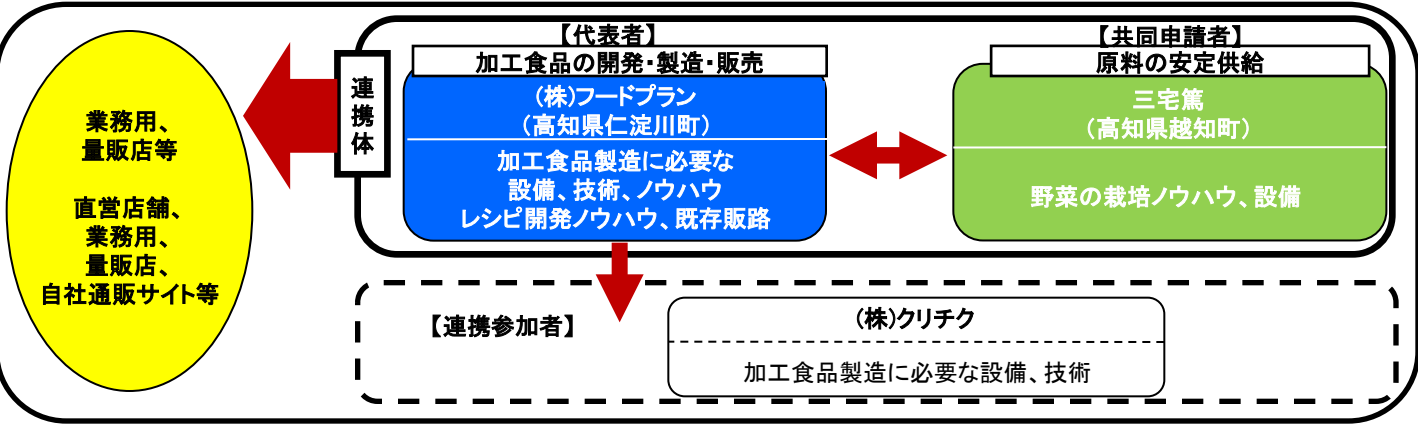 業務用、
量販店等
直営店舗、
業務用、
量販店、
自社通販サイト等
連携体
【代表者】
加工食品の開発・製造・販売
(株)フードプラン
(高知県仁淀川町)
加工食品製造に必要な
設備、技術、ノウハウ
レシピ開発ノウハウ、既存販路
【共同申請者】
原料の安定供給
三宅篤
(高知県越知町)
野菜の栽培ノウハウ、設備
【連携参加者】
(株)クリチク
加工食品製造に必要な設備、技術